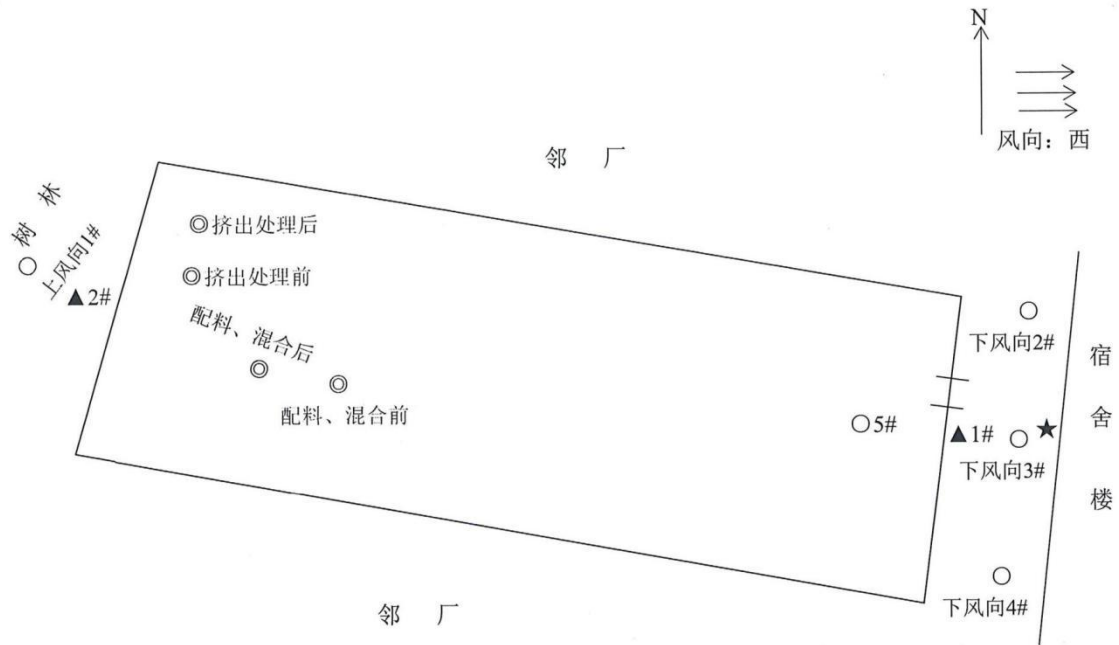 N
风向：西
邻 厂
树林
上风向1#
▲2#
◎挤出处理后
◎挤出处理前
配料、混合后
配料、混合前
○5#
▲1#
下风向2#
下风向3#
下风向4#
宿舍楼
邻 厂